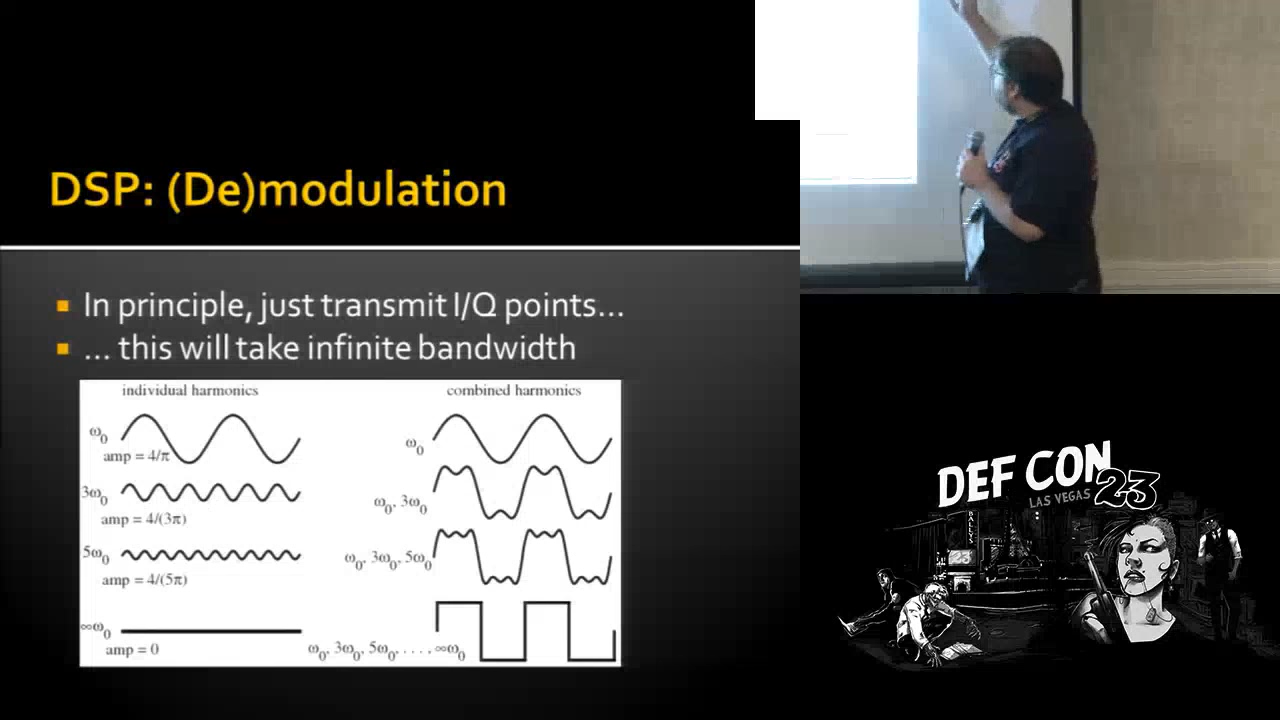 DSP: (De)modulation
In principle, just transmit I/Q points...
... this will take infinite bandwidth
individual harmonics
combined harmonics
ω0
amp = 4/π
ω0
3ω0
amp = 4/(3π)
ω0, 3ω0
5ω0
amp = 4/(5π)
ω0, 3ω0, 5ω0
∞ω0
amp = 0
ω0, 3ω0, 5ω0, . . . . ∞ω0
DEF CON
LAS VEGAS 23
BALLYS
23